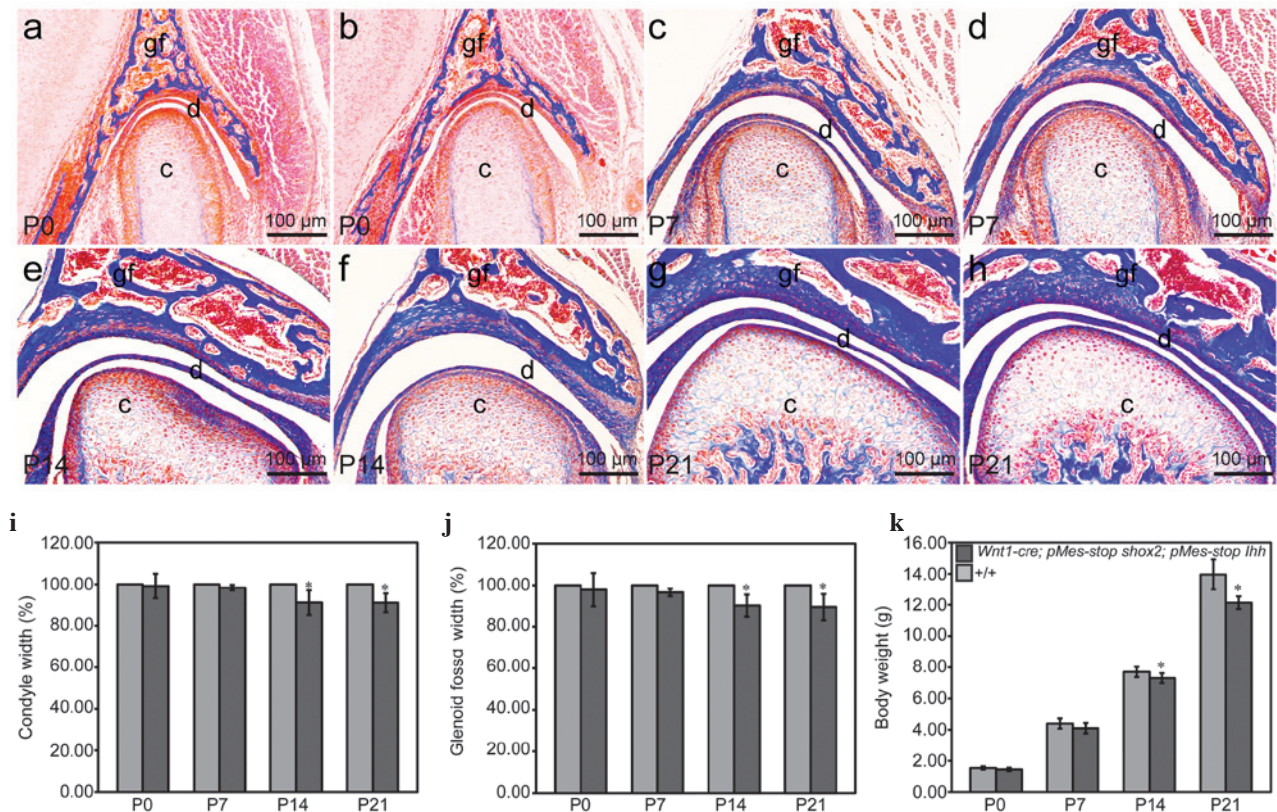 a b c d
gf gf gf gf
d d d d
c c c c
P0 100 µm P0 100 µm P7 100 µm P7 100 µm
e f g h
gf gf gf gf
d d d d
c c c c
P14 100 µm P14 100 µm P21 100 µm P21 100 µm
i
Condyle width (%)
120.00
100.00
80.00
60.00
40.00
20.00
0.00
* *
P0 P7 P14 P21
j
Glenoid fossa width (%)
120.00
100.00
80.00
60.00
40.00
20.00
0.00
* *
P0 P7 P14 P21
k
Body weight (g)
16.00
14.00
12.00
10.00
8.00
6.00
4.00
2.00
0.00
Wnt1-cre; pMes-stop shox2; pMes-stop Ihh
+/+
* *
P0 P7 P14 P21